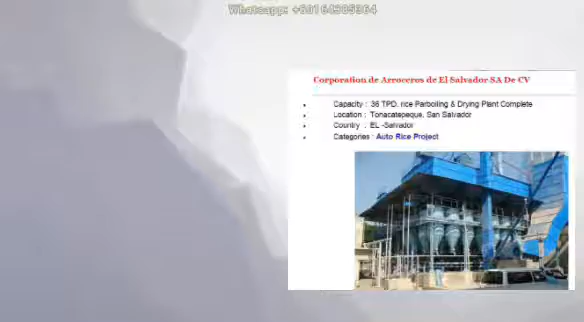 Whatsapp: +60164385364
Corporation de Arroceros de El Salvador SA De CV
Capacity : 36 TPD, rice Parboiling & Drying Plant Complete
Location : Tonacatepeque, San Salvador
Country : EL -Salvador
Categories : Auto Rice Project